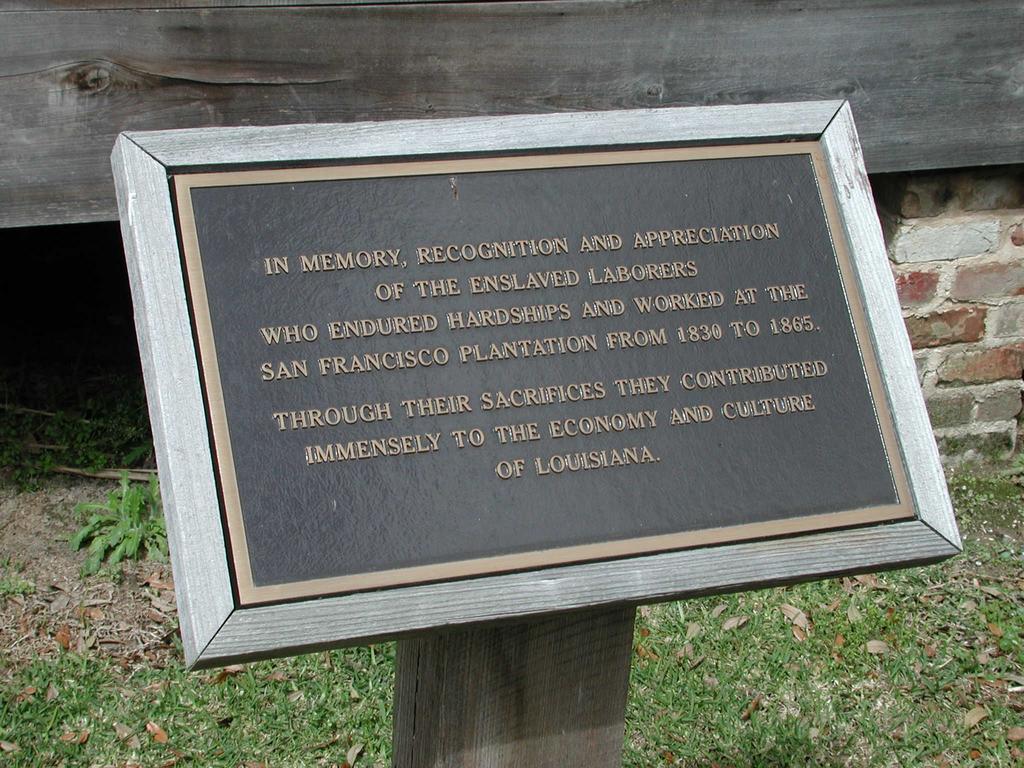 IN MEMORY, RECOGNITION AND APPRECIATION
OF THE ENSLAVED LABORERS
WHO ENDURED HARDSHIPS AND WORKED AT THE
SAN FRANCISCO PLANTATION FROM 1830 TO 1865.
THROUGH THEIR SACRIFICES THEY CONTRIBUTED
IMMENSELY TO THE ECONOMY AND CULTURE
OF LOUISIANA.